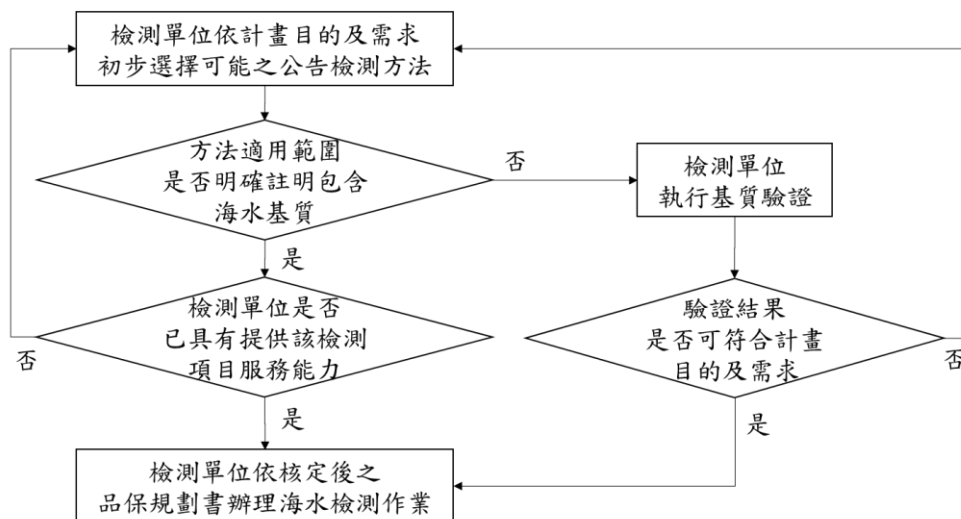 檢測單位依計畫目的及需求
初步選擇可能之公告檢測方法
方法適用範圍
是否明確註明包含
海水基質
否
檢測單位
執行基質驗證
是
檢測單位是否
已具有提供該檢測
項目服務能力
否
驗證結果
是否可符合計畫
目的及需求
否
是
是
檢測單位依核定後之
品保規劃書辦理海水檢測作業